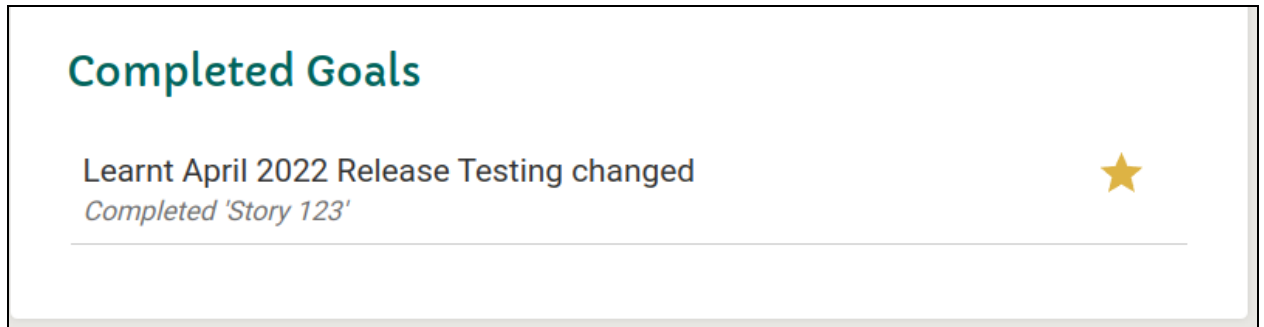 Completed Goals
Learnt April 2022 Release Testing changed
Completed 'Story 123'